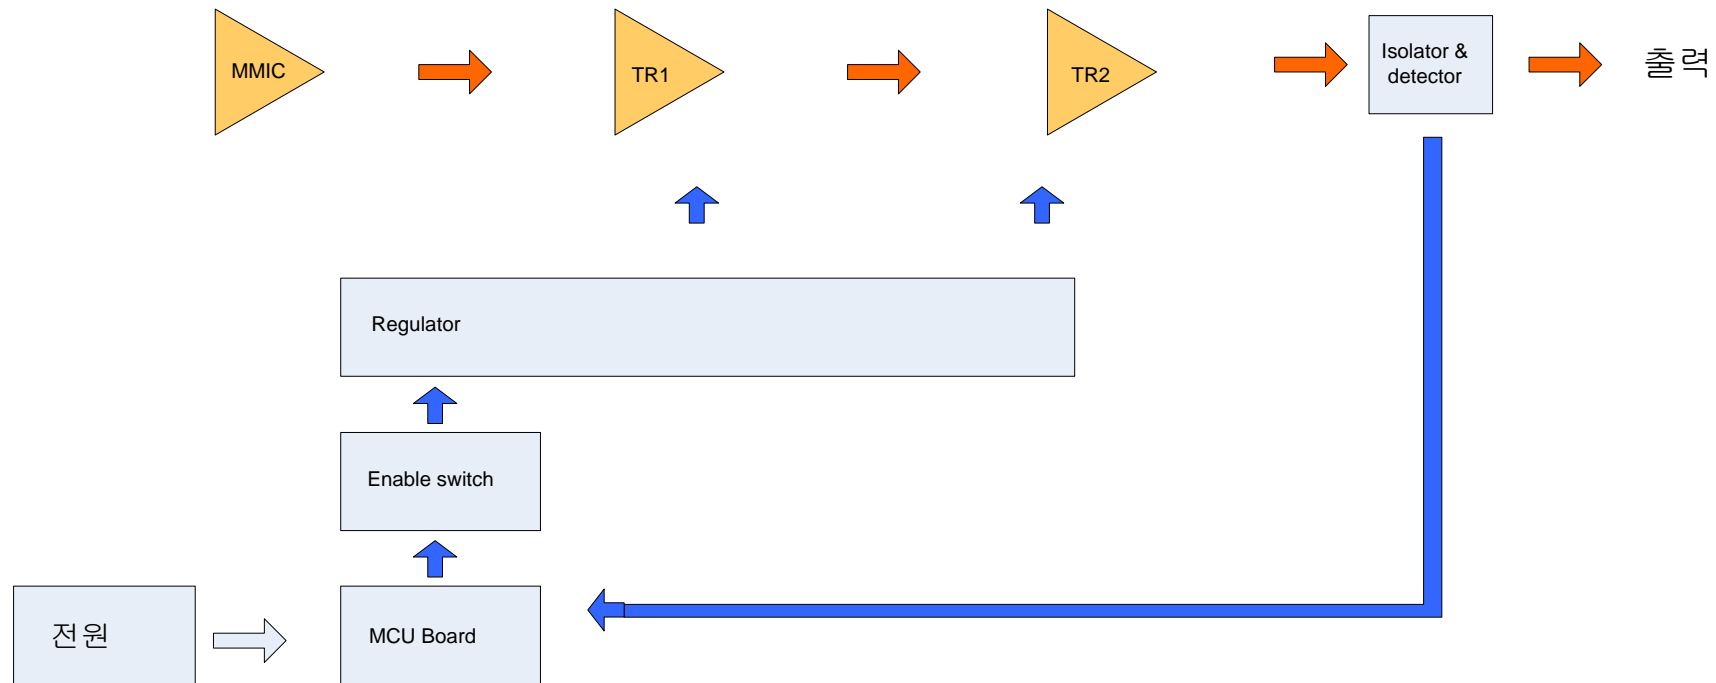 MMIC
TR1
TR2
Isolator &
detector
출력
Regulator
Enable switch
전원
MCU Board